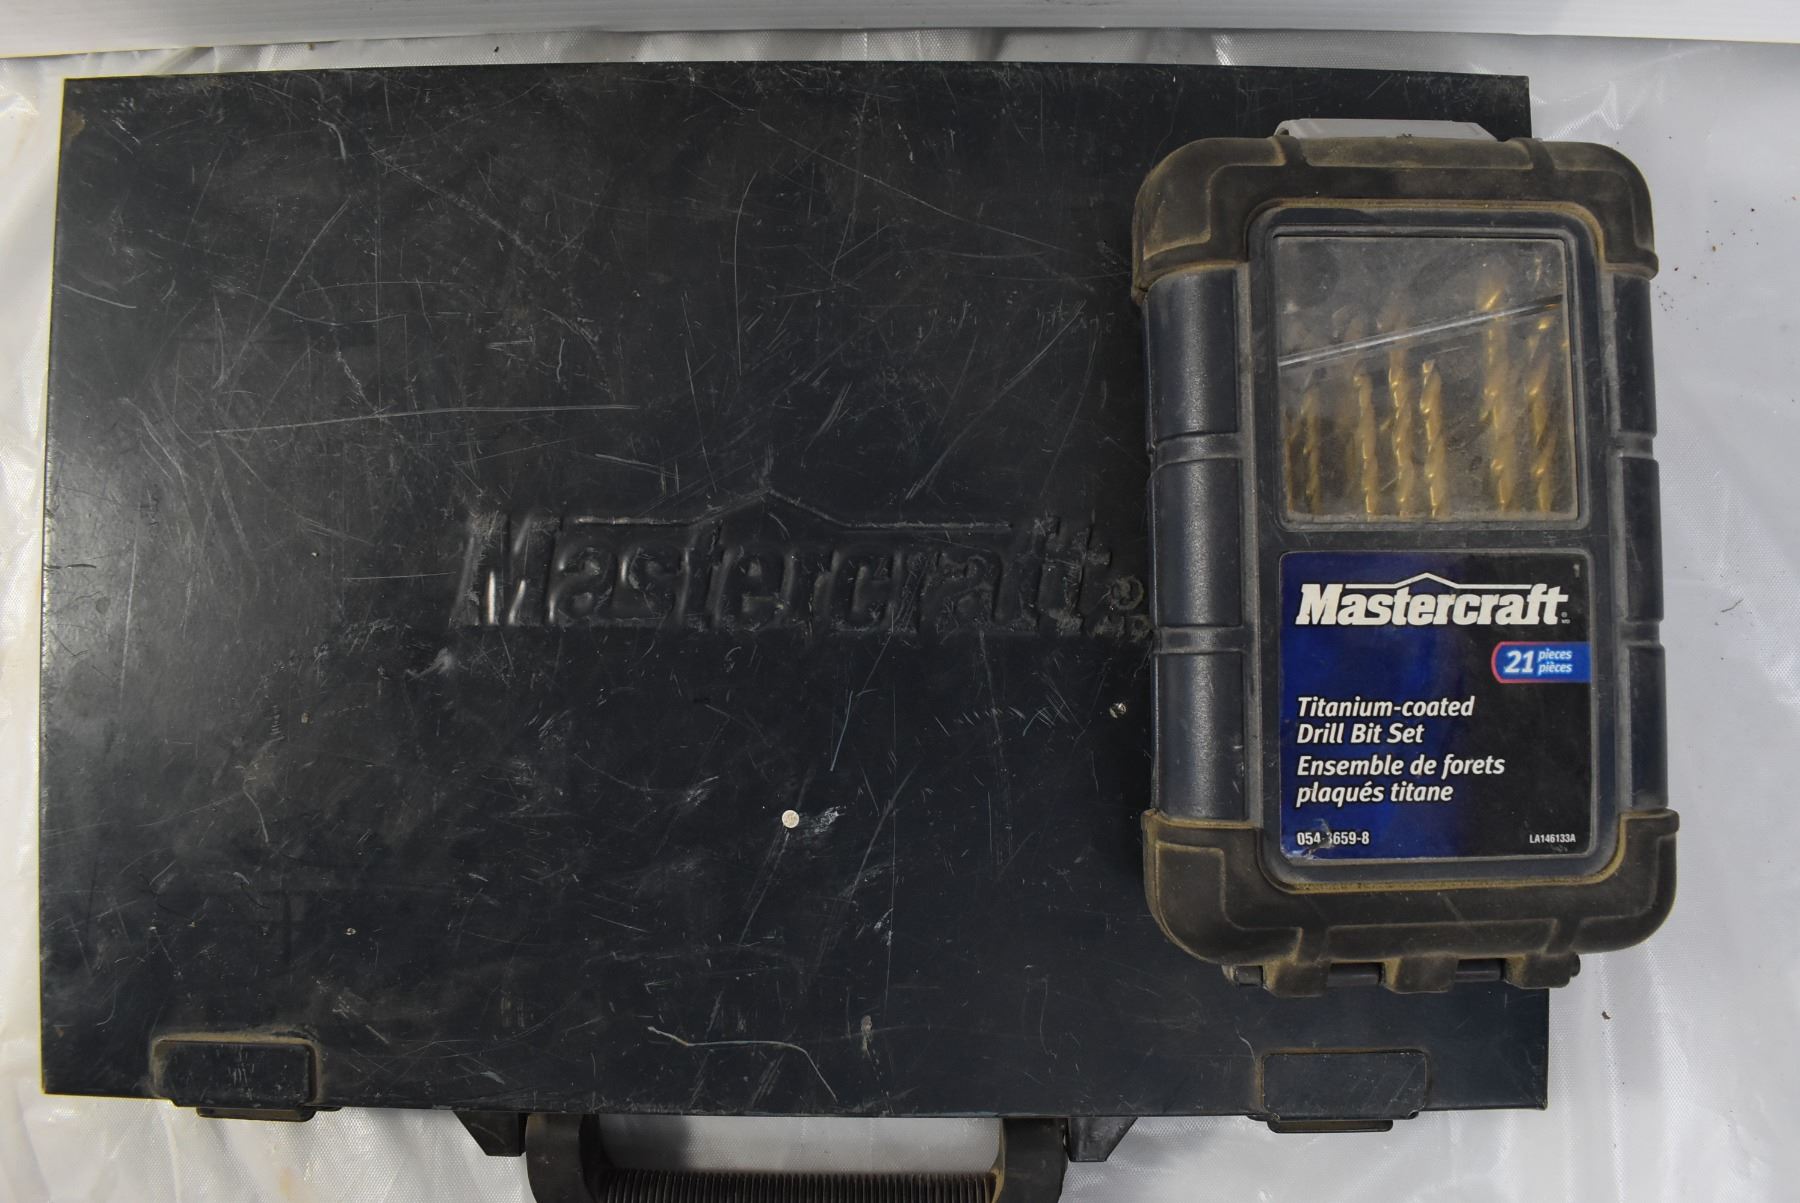 Mastercraft®
Mastercraft
21 pieces
pièces
Titanium-coated
Drill Bit Set
Ensemble de forets
plaqués titane
LA146133A